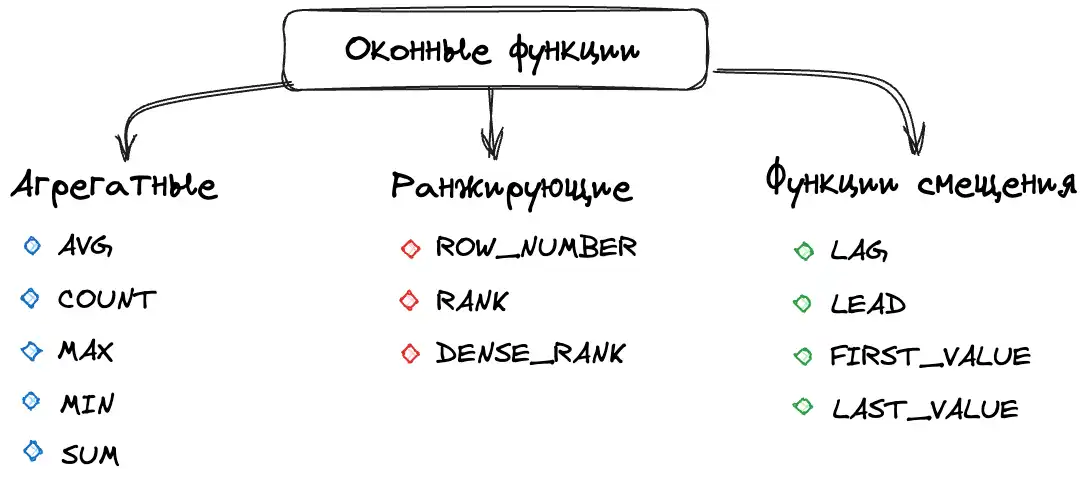 Оконные функции
Агрегатные
AVG
COUNT
MAX
MIN
SUM
Ранжирующие
ROW_NUMBER
RANK
DENSE_RANK
Функции смещения
LAG
LEAD
FIRST_VALUE
LAST_VALUE